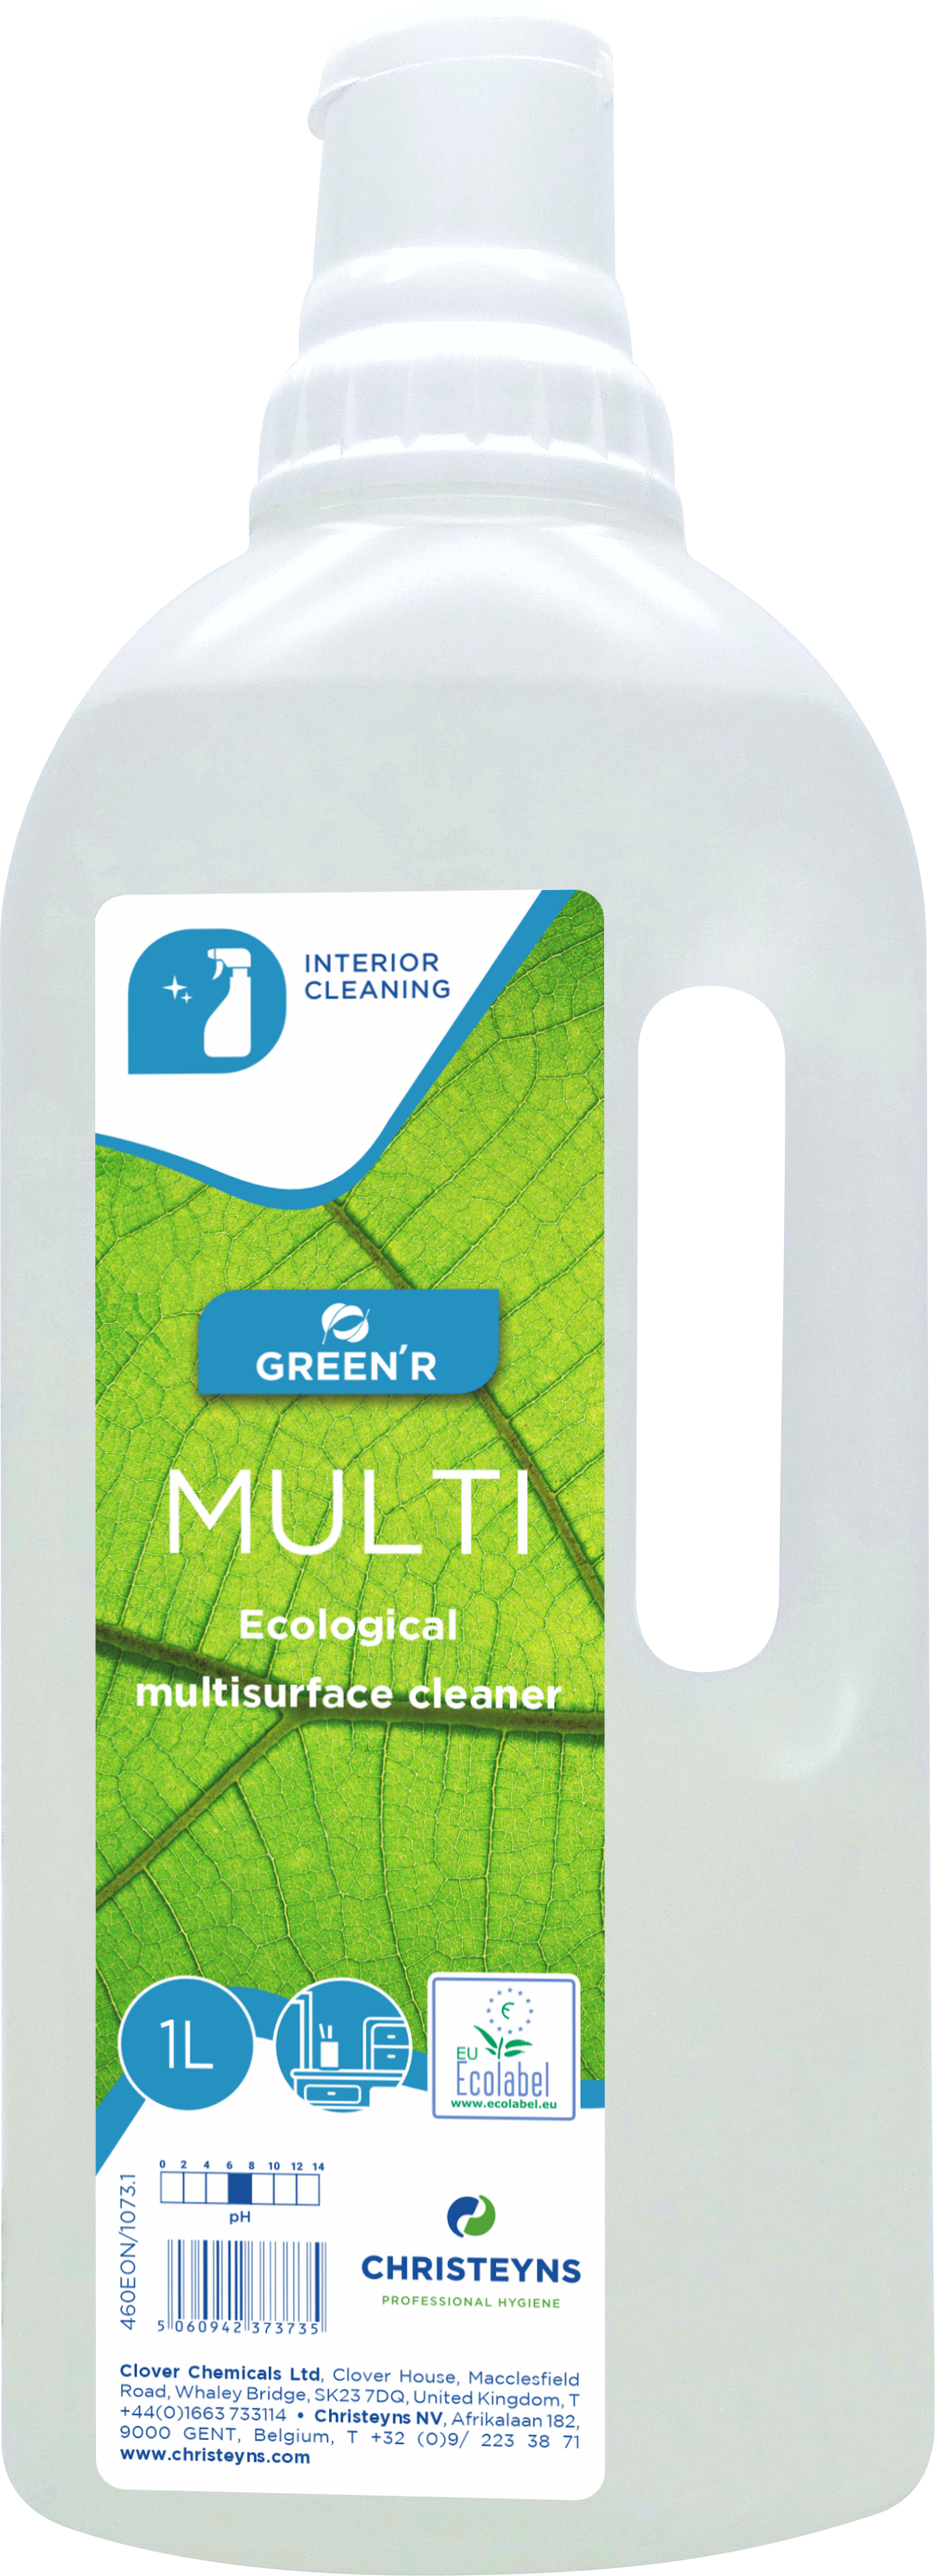 INTERIOR
CLEANING
GREEN'R
MULTI
Ecological
multisurface cleaner
1L
EU
Ecolabel
www.ecolabel.eu
0 2 4 6 8 10 12 14
pH
460EON/1073.1
5 060942 373735
CHRISTEYNS
PROFESSIONAL HYGIENE
Clover Chemicals Ltd, Clover House, Macclesfield
Road, Whaley Bridge, SK23 7DQ, United Kingdom, T
+44(0)1663 733114 • Christeyns NV, Afrikalaan 182,
9000 GENT, Belgium, T +32 (0)9/ 223 38 71
www.christeyns.com